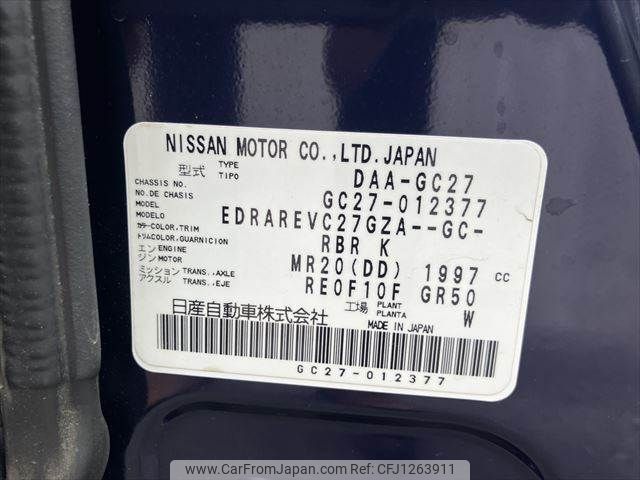 NISSAN MOTOR CO.,LTD.JAPAN
型式 TYPE TIPO DAA-GC27
CHASSIS NO. NO.DE CHASIS GC27-012377
MODEL MODELO EDRAREVC27GZA--GC-
カラー COLOR,TRIM トリム COLOR,GUARNICION RBR K
エンジン ENGINE MOTOR MR20(DD) 1997 CC
ミッション TRANS.,AXLE アクスル TRANS.,EJE RE0F10F GR50
日産自動車株式会社 工場 PLANT PLANTA W
MADE IN JAPAN
GC27-012377
www.CarFromJapan.com | Ref. No. CFJ1263911